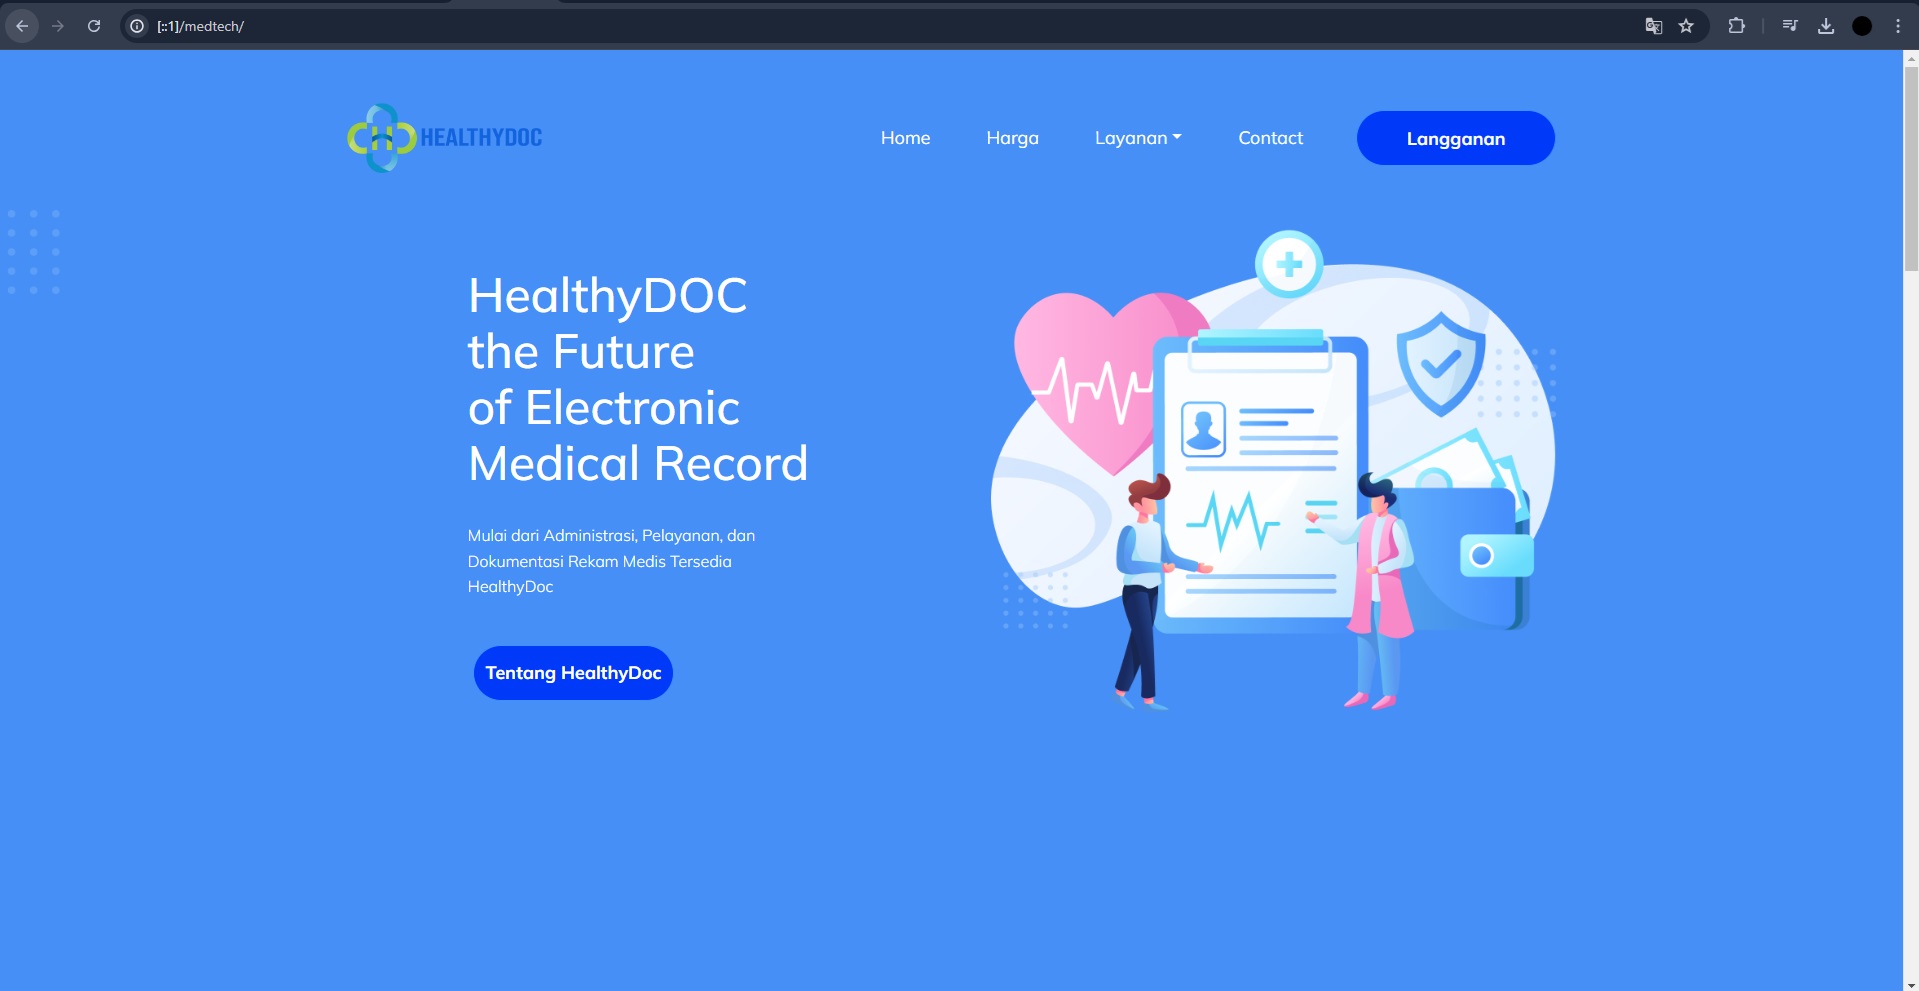 [::1]/medtech/
HEALTHYDOC
Home
Harga
Layanan
Contact
Langganan
HealthyDOC
the Future
of Electronic
Medical Record
Mulai dari Administrasi, Pelayanan, dan
Dokumentasi Rekam Medis Tersedia
HealthyDoc
Tentang HealthyDoc